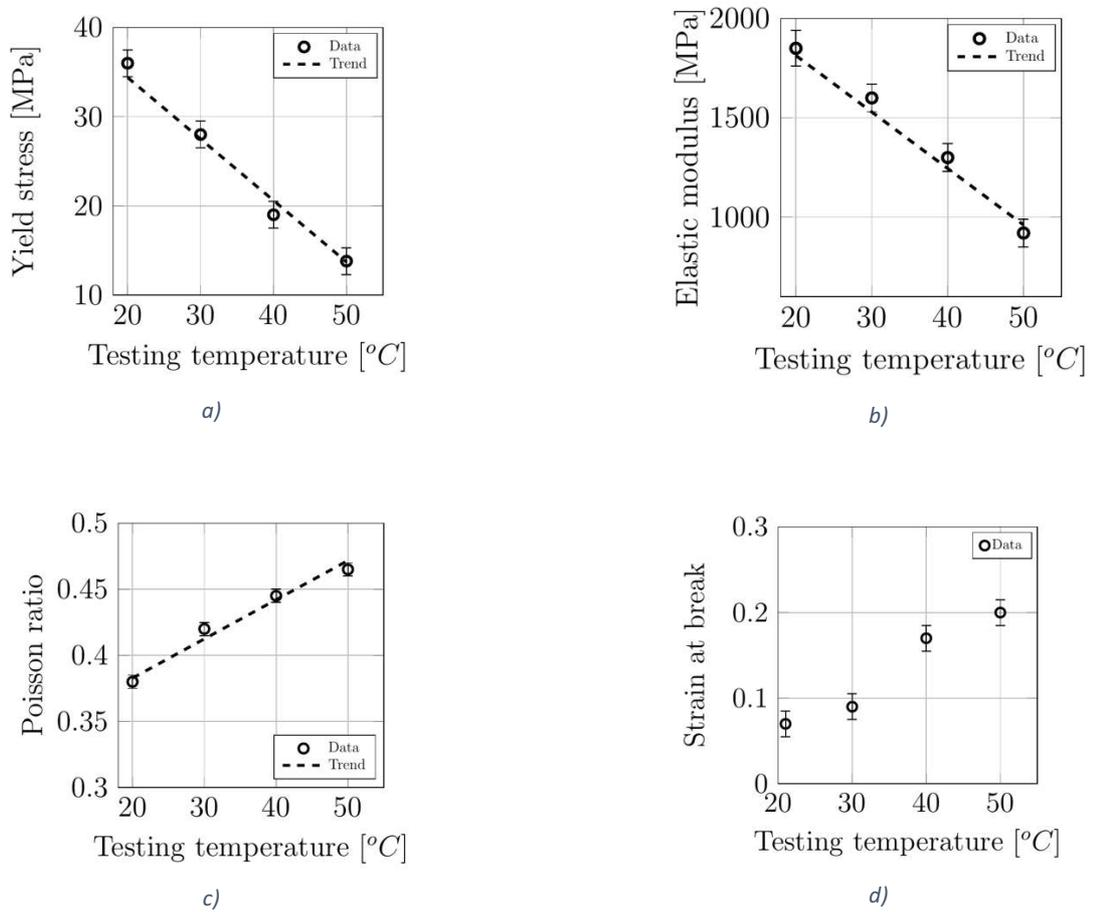 40
30
20
10
Yield stress [MPa]
Data
Trend
20 30 40 50
Testing temperature [°C]
a)
2000
1500
1000
Elastic modulus [MPa]
Data
Trend
20 30 40 50
Testing temperature [°C]
b)
0.5
0.45
0.4
0.35
0.3
Poisson ratio
Data
Trend
20 30 40 50
Testing temperature [°C]
c)
0.3
0.2
0.1
0
Strain at break
Data
20 30 40 50
Testing temperature [°C]
d)